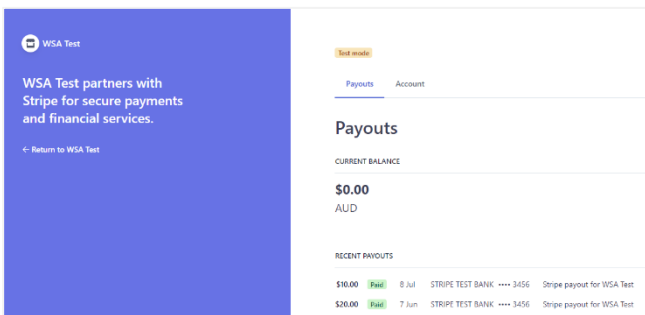 WSA Test
WSA Test partners with
Stripe for secure payments
and financial services.
← Return to WSA Test
Test mode
Payouts Account
Payouts
CURRENT BALANCE
$0.00
AUD
RECENT PAYOUTS
$10.00 Paid 8 Jul STRIPE TEST BANK •••• 3456 Stripe payout for WSA Test
$20.00 Paid 7 Jun STRIPE TEST BANK •••• 3456 Stripe payout for WSA Test